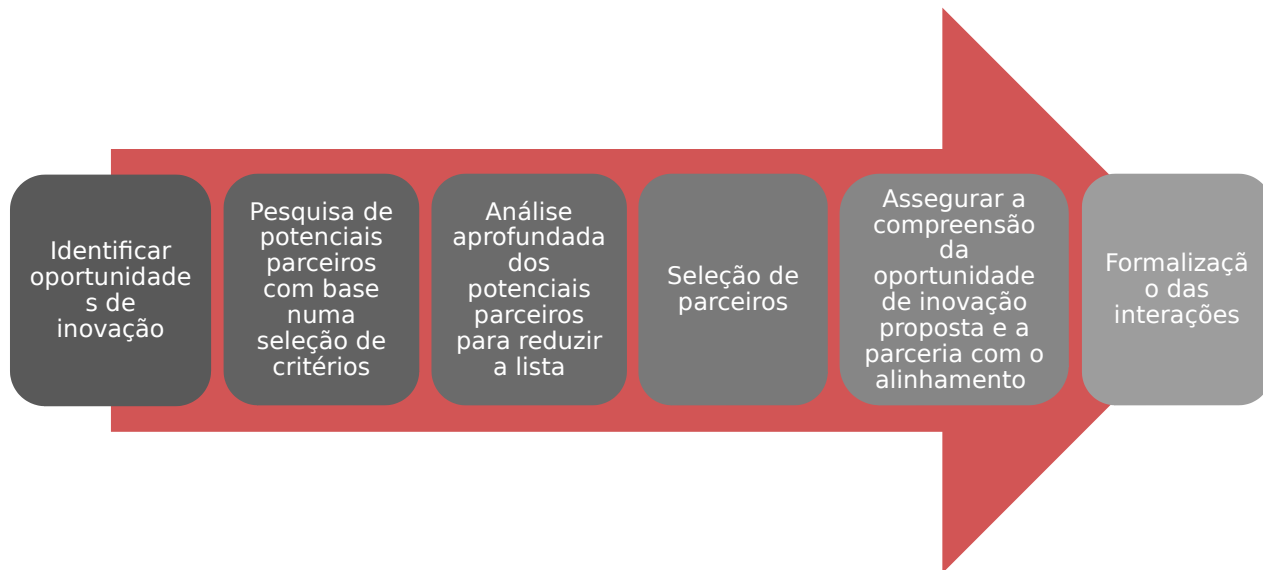 Identificar
oportunidade
s de
inovação
Pesquisa de
potenciais
parceiros
com base
numa
seleção de
critérios
Análise
aprofundada
dos
potenciais
parceiros
para reduzir
a lista
Seleção de
parceiros
Assegurar a
compreensão
da
oportunidade
de inovação
proposta e a
parceria com o
alinhamento
Formalizaçã
o das
interações